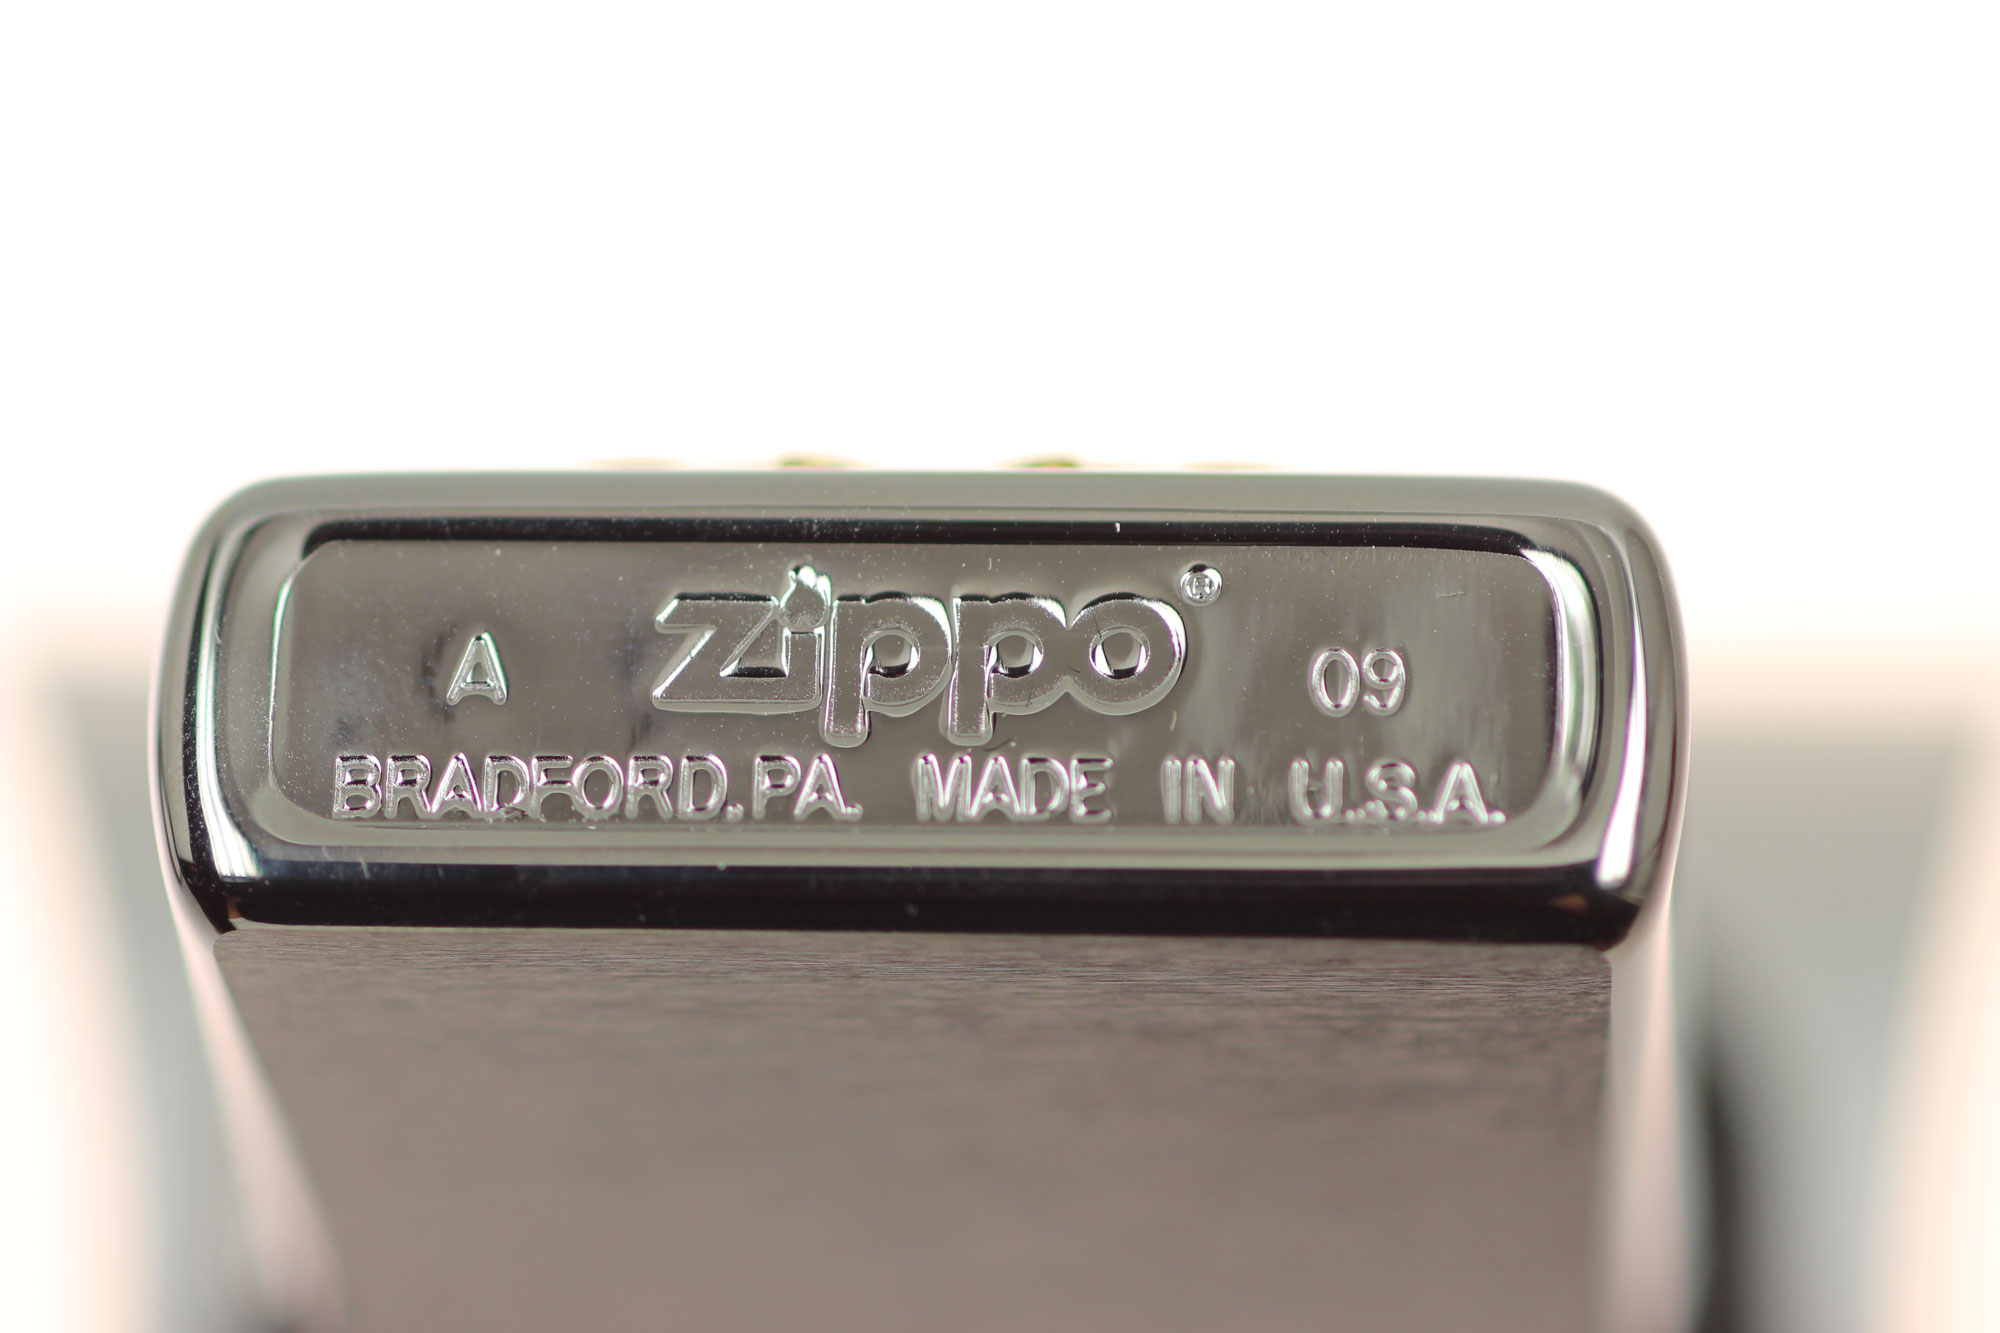 A zippo® 09
BRADFORD, PA. MADE IN U.S.A.